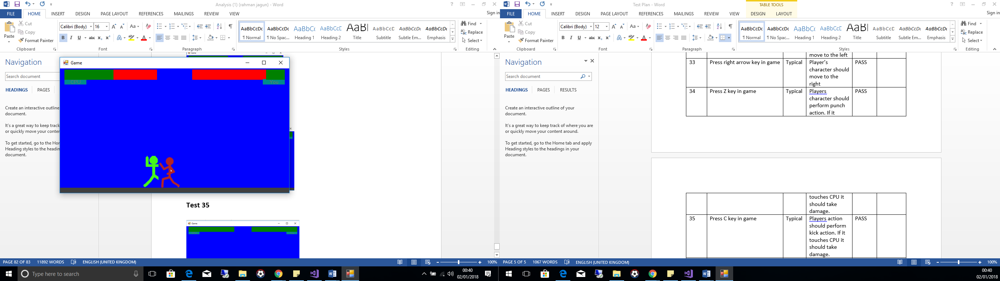 Analysis (1) (rahman jagun) - Word
FILE HOME INSERT DESIGN PAGE LAYOUT REFERENCES MAILINGS REVIEW VIEW Sign in
Paste
Cut
Copy
Format Painter
Calibri (Body) 16
Clipboard Font Paragraph Styles Editing
AaBbCcDc AaBbCcDc AaBbCc AaBbCcD AaBl AaBbCcD AaBbCcDc AaBbCcDc
¶ Normal ¶ No Spac... Heading 1 Heading 2 Title Subtitle Subtle Em... Emphasis
Find
Replace
Select
Navigation
Search document
HEADINGS PAGES
Create an interactive outline
document.
It's a great way to keep track
or quickly move your conten
To get started, go to the Hom
Heading styles to the headin
document.
Game
Game
CPU You
Test 35
Game
PAGE 82 OF 83 11892 WORDS ENGLISH (UNITED KINGDOM) 100%
Type here to search
00:40
02/01/2018
Test Plan - Word
TABLE TOOLS
FILE HOME INSERT DESIGN PAGE LAYOUT REFERENCES MAILINGS REVIEW VIEW DESIGN LAYOUT Sign in
Paste
Cut
Copy
Format Painter
Calibri (Body) 12
Clipboard Font Paragraph Styles Editing
AaBbCcDc AaBbCcDc AaBbCc AaBbCcD AaBl AaBbCcD AaBbCcDc AaBbCcDc
¶ Normal ¶ No Spac... Heading 1 Heading 2 Title Subtitle Subtle Em... Emphasis
Find
Replace
Select
Navigation
Search document
HEADINGS PAGES RESULTS
Create an interactive outline of your
document.
It's a great way to keep track of where you are
or quickly move your content around.
To get started, go to the Home tab and apply
Heading styles to the headings in your
document.
move to the left
33 Press right arrow key in game Typical Player's PASS
character should
move to the
right
34 Press Z key in game Typical Players PASS
character should
perform punch
action. If it
touches CPU it
should take
damage.
35 Press C key in game Typical Players action PASS
should perform
kick action. If it
touches CPU it
should take
damage.
PAGE 5 OF 5 1067 WORDS ENGLISH (UNITED KINGDOM) 100%
00:40
02/01/2018